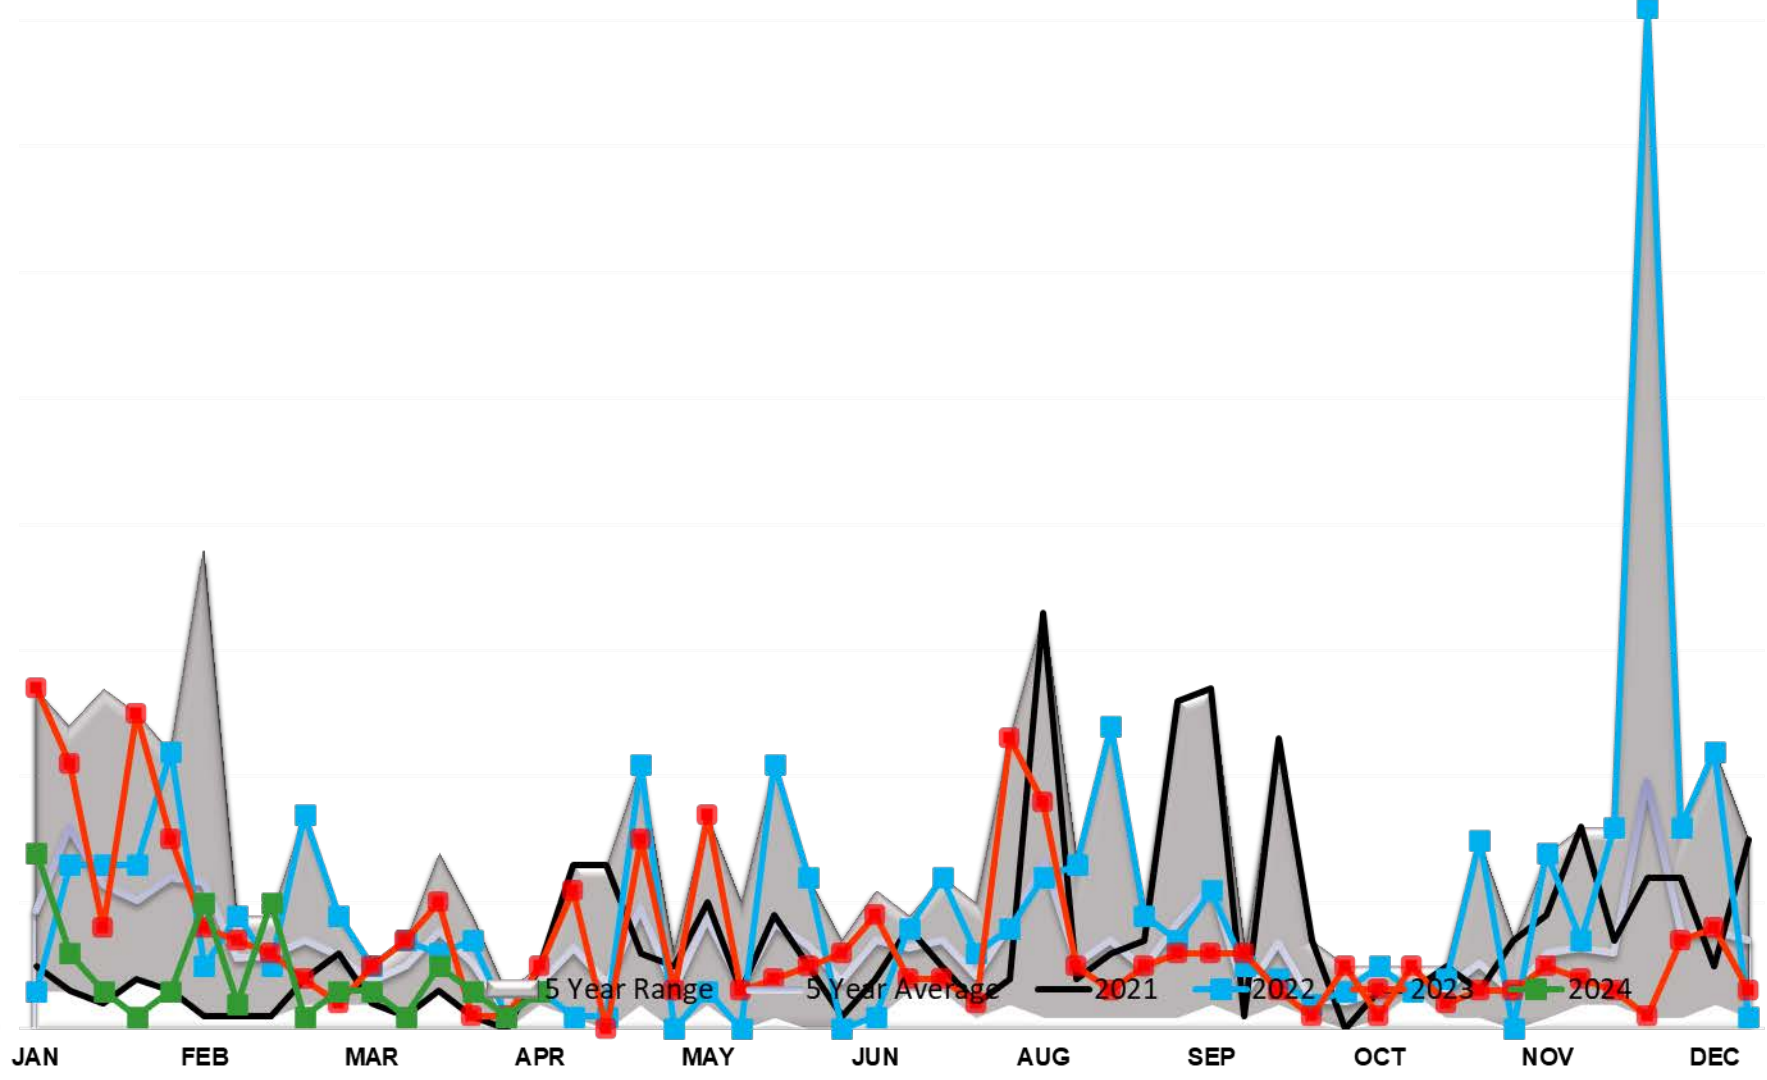 5 Year Range 5 Year Average 2021 2022 2023 2024
JAN FEB MAR APR MAY JUN AUG SEP OCT NOV DEC